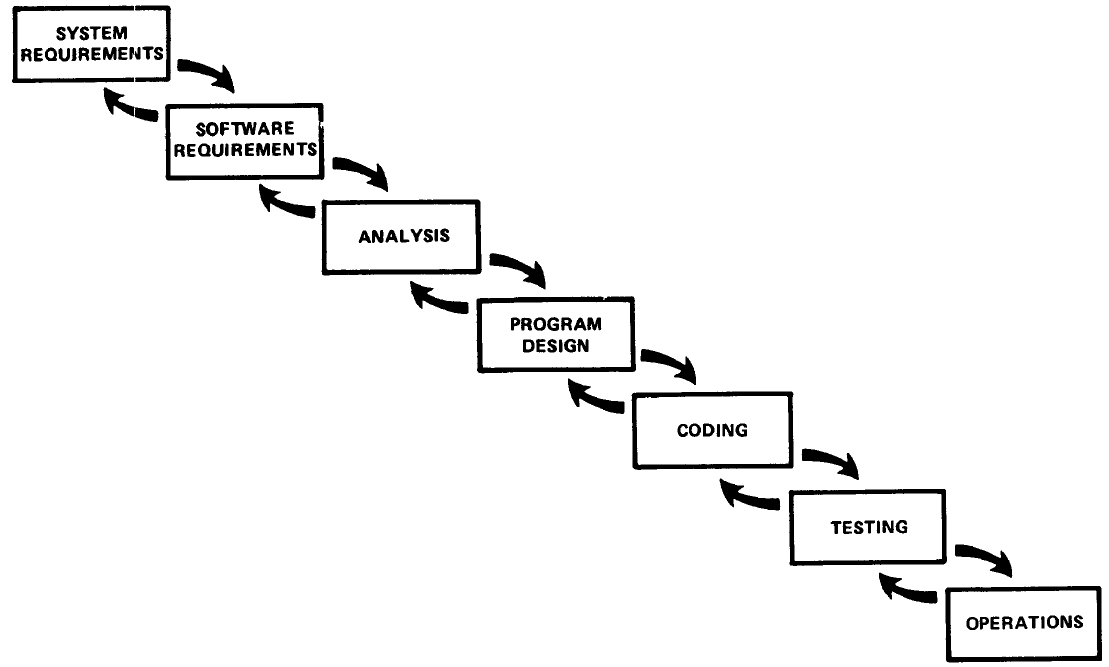 SYSTEM
REQUIREMENTS
SOFTWARE
REQUIREMENTS
ANALYSIS
PROGRAM
DESIGN
CODING
TESTING
OPERATIONS